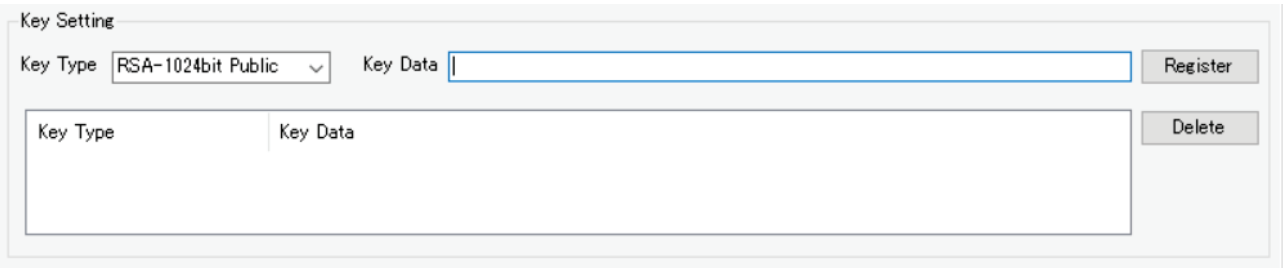 Key Setting
Key Type RSA-1024bit Public Key Data Register
Key Type Key Data Delete